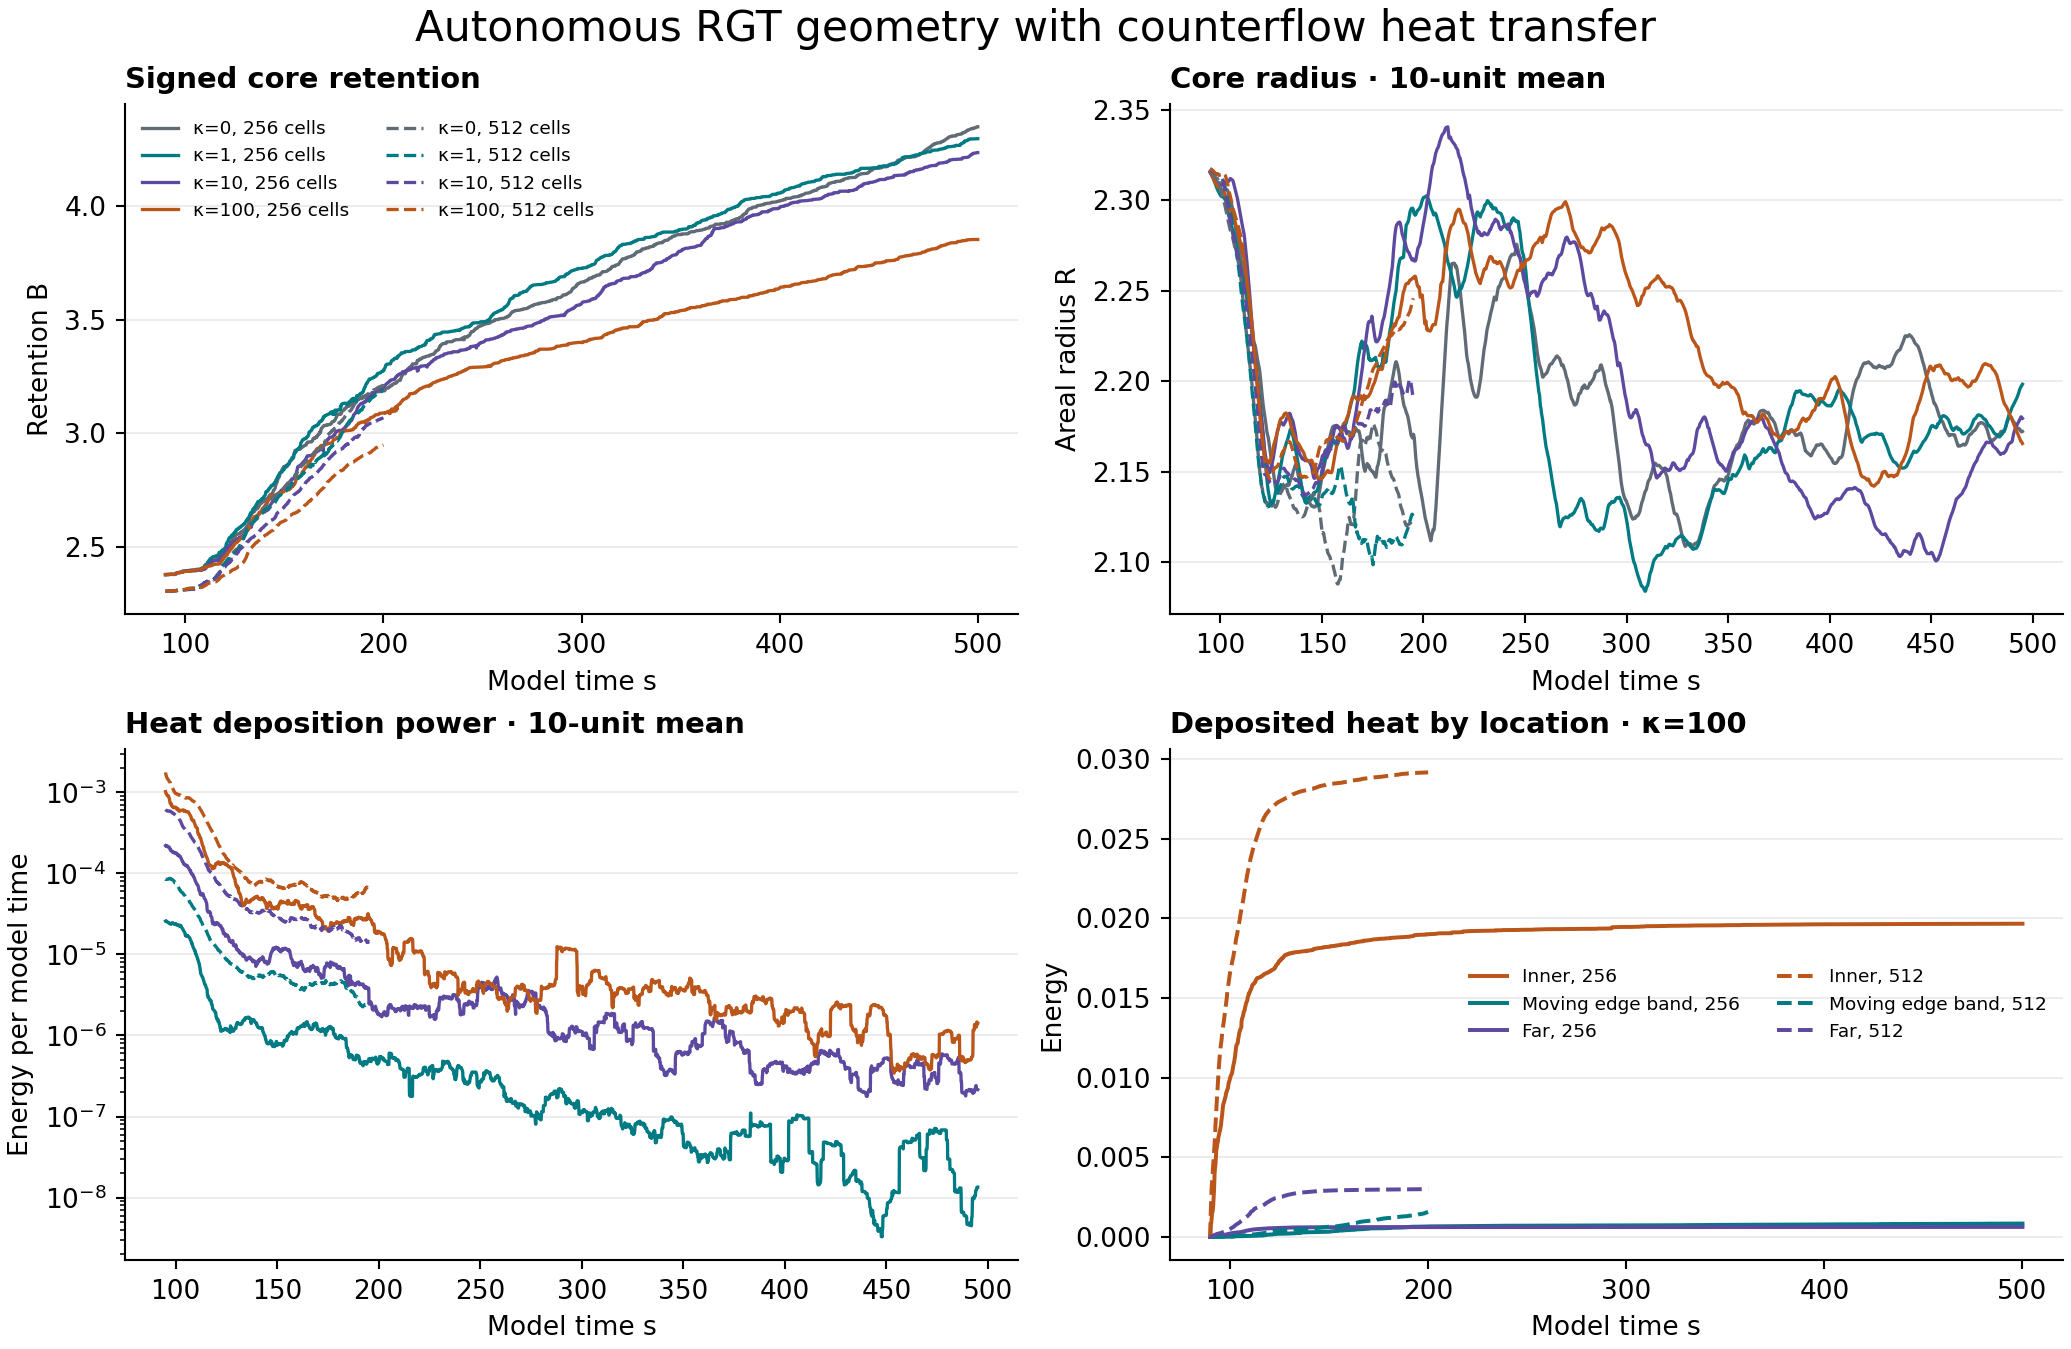 Autonomous RGT geometry with counterflow heat transfer
Signed core retention
Retention B
4.0
3.5
3.0
2.5
κ=0, 256 cells
κ=1, 256 cells
κ=10, 256 cells
κ=100, 256 cells
κ=0, 512 cells
κ=1, 512 cells
κ=10, 512 cells
κ=100, 512 cells
100 200 300 400 500
Model time s
Core radius · 10-unit mean
Areal radius R
2.35
2.30
2.25
2.20
2.15
2.10
100 150 200 250 300 350 400 450 500
Model time s
Heat deposition power · 10-unit mean
Energy per model time
10⁻³
10⁻⁴
10⁻⁵
10⁻⁶
10⁻⁷
10⁻⁸
100 150 200 250 300 350 400 450 500
Model time s
Deposited heat by location · κ=100
Energy
0.030
0.025
0.020
0.015
0.010
0.005
0.000
Inner, 256
Moving edge band, 256
Far, 256
Inner, 512
Moving edge band, 512
Far, 512
100 200 300 400 500
Model time s